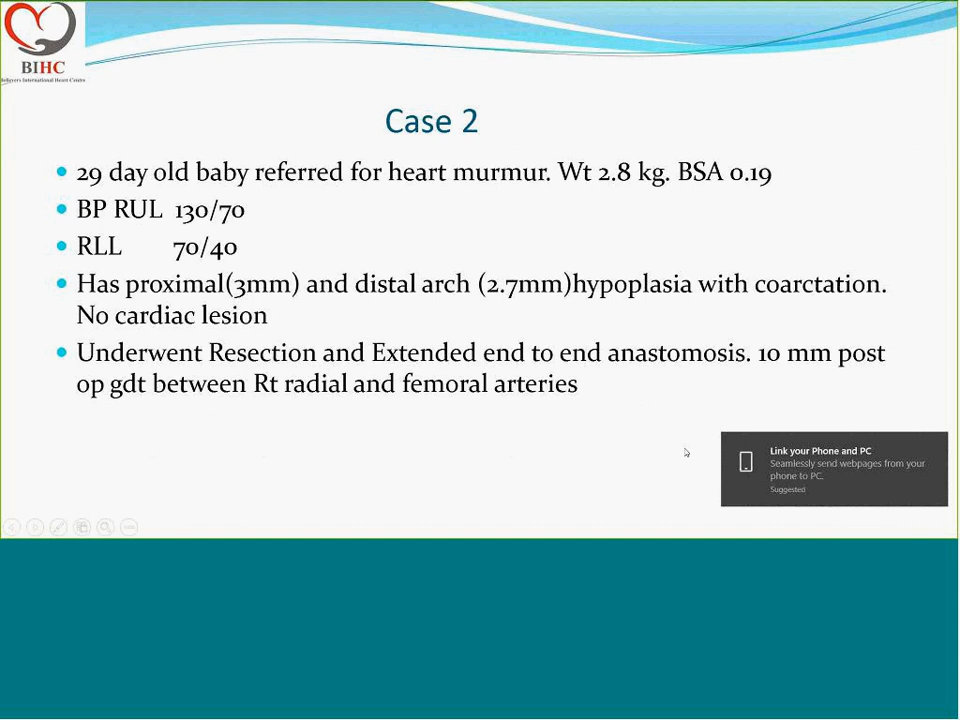 BIHC
Believers International Heart Centre
Case 2
29 day old baby referred for heart murmur. Wt 2.8 kg. BSA 0.19
BP RUL 130/70
RLL 70/40
Has proximal(3mm) and distal arch (2.7mm)hypoplasia with coarctation.
No cardiac lesion
Underwent Resection and Extended end to end anastomosis. 10 mm post
op gdt between Rt radial and femoral arteries
Link your Phone and PC
Seamlessly send webpages from your
phone to PC.
Suggested